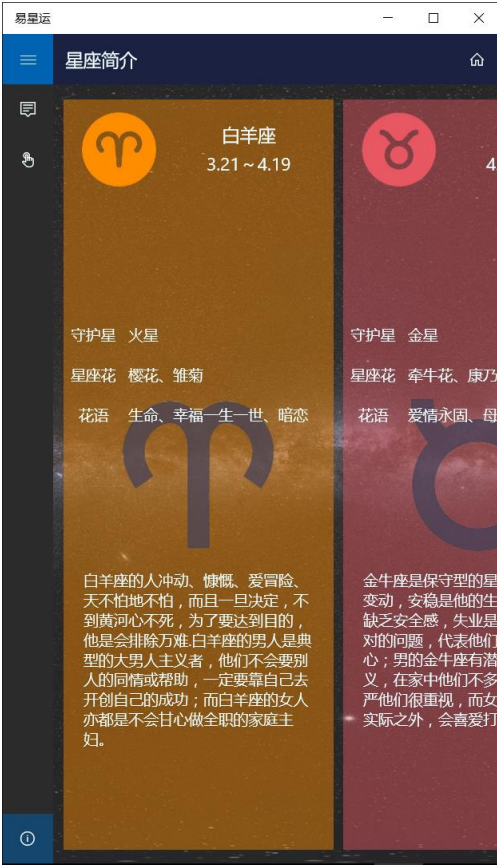 易星运
星座简介
白羊座
3.21～4.19
守护星 火星
星座花 樱花、雏菊
花语 生命、幸福一生一世、暗恋
白羊座的人冲动、慷慨、爱冒险、
天不怕地不怕，而且一旦决定，不
到黄河心不死，为了要达到目的，
他是会排除万难.白羊座的男人是典
型的大男人主义者，他们不会要别
人的同情或帮助，一定要靠自己去
开创自己的成功；而白羊座的女人
亦都是不会甘心做全职的家庭主
妇。
4
守护星 金星
星座花 牵牛花、康乃
花语 爱情永固、母
金牛座是保守型的星
变动，安稳是他的生
缺乏安全感，失业是
对的问题，代表他们
心；男的金牛座有潜
义，在家中他们不多
严他们很重视，而女
实际之外，会喜爱打